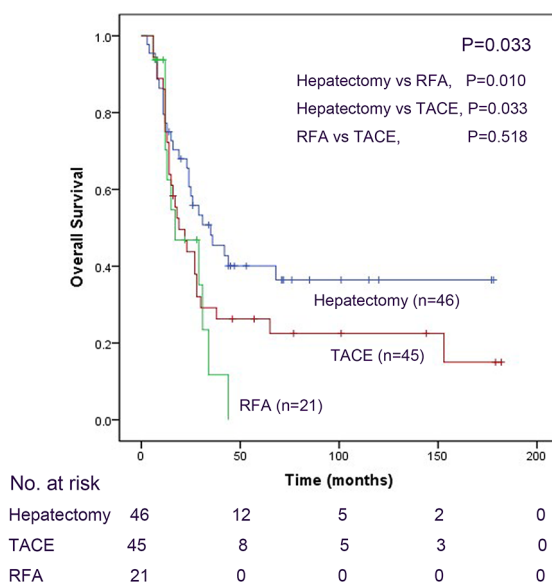 P=0.033
Hepatectomy vs RFA, P=0.010
Hepatectomy vs TACE, P=0.033
RFA vs TACE, P=0.518
1.0
0.8
0.6
0.4
0.2
0.0
Overall Survival
Hepatectomy (n=46)
TACE (n=45)
RFA (n=21)
0 50 100 150 200
Time (months)
No. at risk
Hepatectomy 46 12 5 2 0
TACE 45 8 5 3 0
RFA 21 0 0 0 0